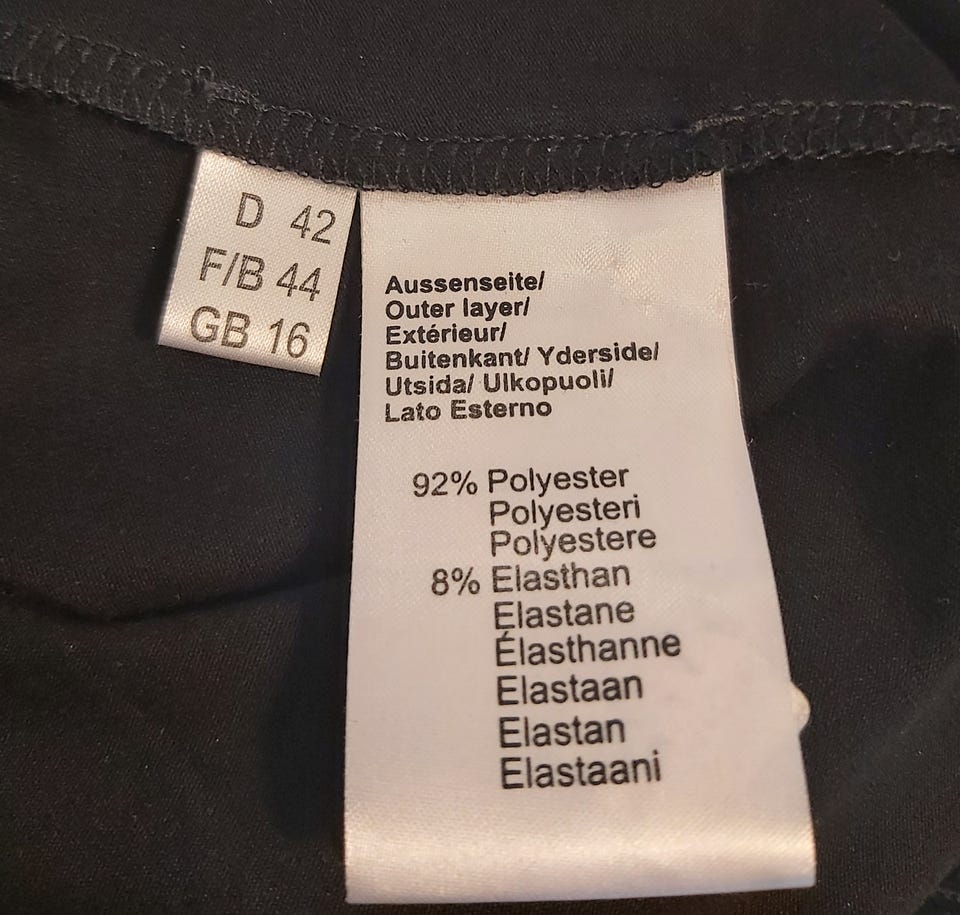 D 42
F/B 44
GB 16
Aussenseite/
Outer layer/
Extérieur/
Buitenkant/ Yderside/
Utsida/ Ulkopuoli/
Lato Esterno
92% Polyester
Polyesteri
Polyestere
8% Elasthan
Elastane
Élasthanne
Elastaan
Elastan
Elastaani